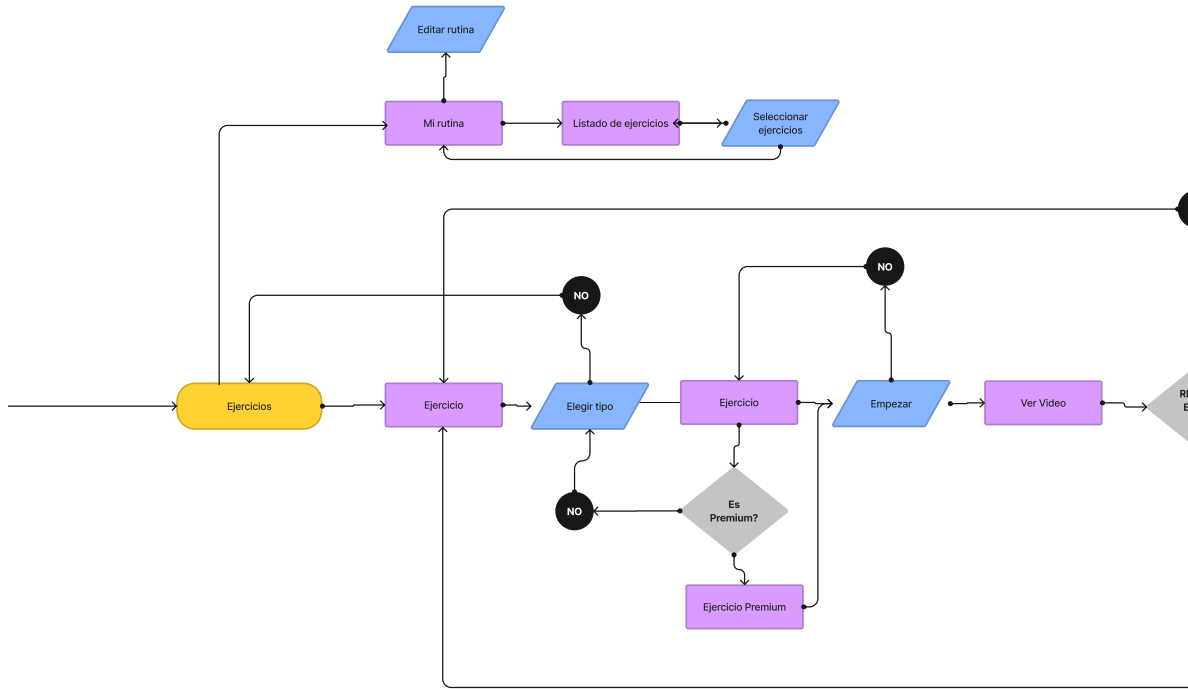 Editar rutina
Mi rutina
Listado de ejercicios
Seleccionar
ejercicios
NO
NO
Ejercicios
Ejercicio
Elegir tipo
Ejercicio
Empezar
Ver Video
NO
Es
Premium?
Ejercicio Premium